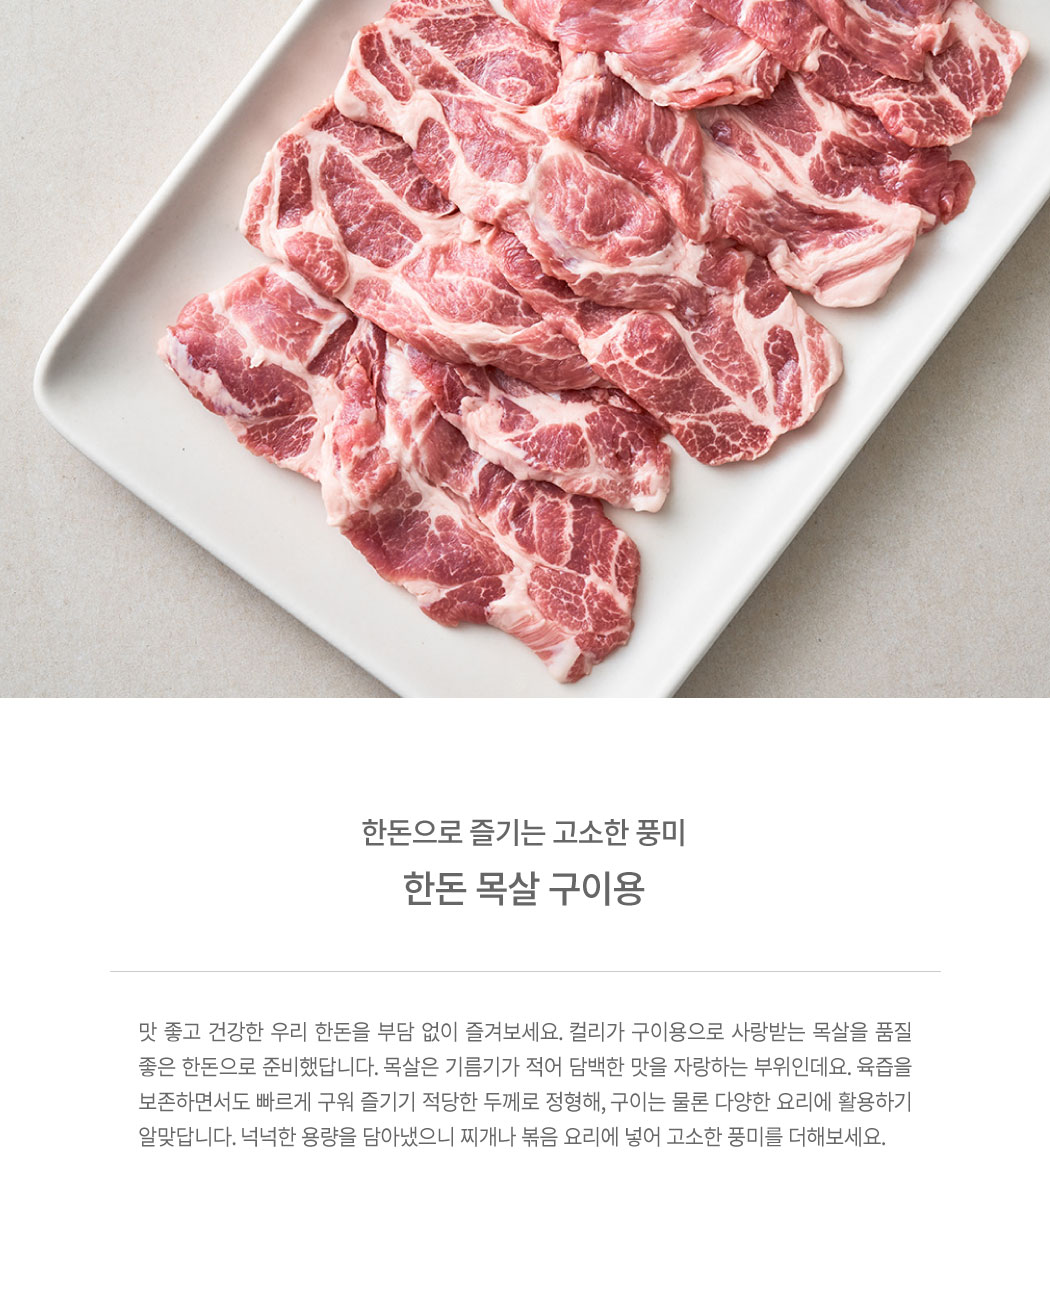 한돈으로 즐기는 고소한 풍미
한돈 목살 구이용
맛 좋고 건강한 우리 한돈을 부담 없이 즐겨보세요. 컬리가 구이용으로 사랑받는 목살을 품질
좋은 한돈으로 준비했답니다. 목살은 기름기가 적어 담백한 맛을 자랑하는 부위인데요. 육즙을
보존하면서도 빠르게 구워 즐기기 적당한 두께로 정형해, 구이는 물론 다양한 요리에 활용하기
알맞답니다. 넉넉한 용량을 담아냈으니 찌개나 볶음 요리에 넣어 고소한 풍미를 더해보세요.